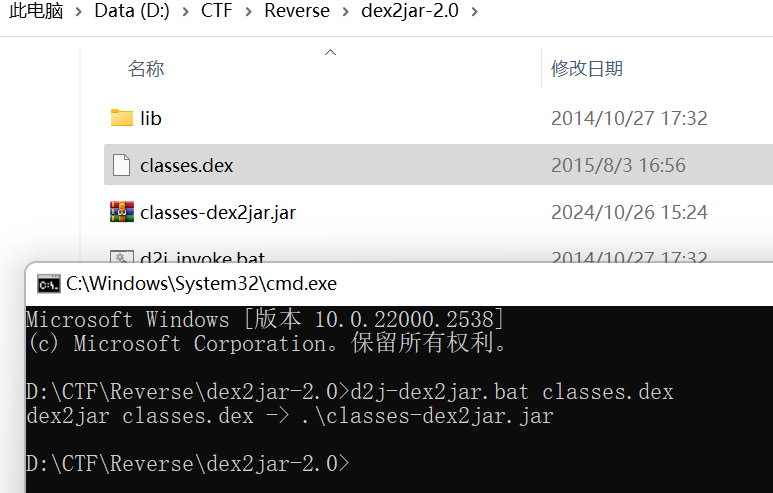 此电脑 > Data (D:) > CTF > Reverse > dex2jar-2.0 >
名称 修改日期
lib 2014/10/27 17:32
classes.dex 2015/8/3 16:56
classes-dex2jar.jar 2024/10/26 15:24
d2j_invoke.bat 2014/10/27 17:32
C:\Windows\System32\cmd.exe
Microsoft Windows [版本 10.0.22000.2538]
(c) Microsoft Corporation。保留所有权利。
D:\CTF\Reverse\dex2jar-2.0>d2j-dex2jar.bat classes.dex
dex2jar classes.dex -> .\classes-dex2jar.jar
D:\CTF\Reverse\dex2jar-2.0>